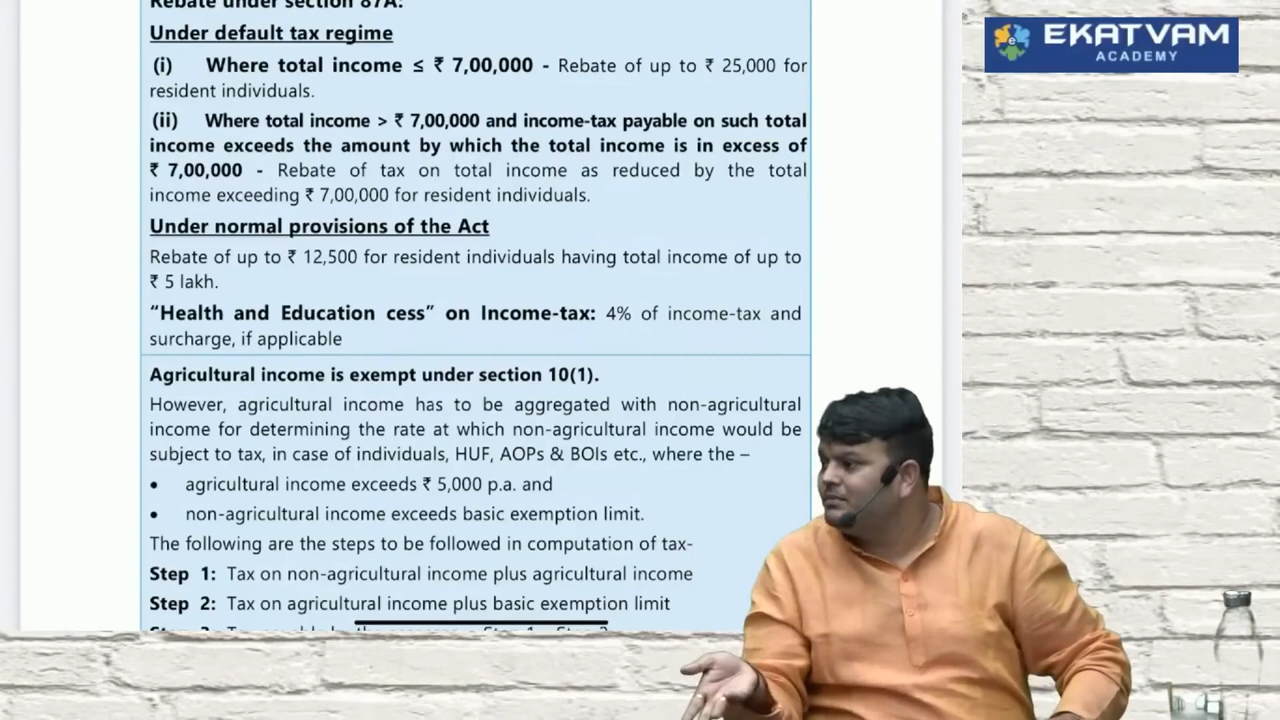 Rebate under section 87A:
Under default tax regime
(i) Where total income ≤ ₹ 7,00,000 - Rebate of up to ₹ 25,000 for
resident individuals.
(ii) Where total income > ₹ 7,00,000 and income-tax payable on such total
income exceeds the amount by which the total income is in excess of
₹ 7,00,000 - Rebate of tax on total income as reduced by the total
income exceeding ₹ 7,00,000 for resident individuals.
Under normal provisions of the Act
Rebate of up to ₹ 12,500 for resident individuals having total income of up to
₹ 5 lakh.
“Health and Education cess” on Income-tax: 4% of income-tax and
surcharge, if applicable
Agricultural income is exempt under section 10(1).
However, agricultural income has to be aggregated with non-agricultural
income for determining the rate at which non-agricultural income would be
subject to tax, in case of individuals, HUF, AOPs & BOIs etc., where the –
• agricultural income exceeds ₹ 5,000 p.a. and
• non-agricultural income exceeds basic exemption limit.
The following are the steps to be followed in computation of tax-
Step 1: Tax on non-agricultural income plus agricultural income
Step 2: Tax on agricultural income plus basic exemption limit
EKATVAM
ACADEMY